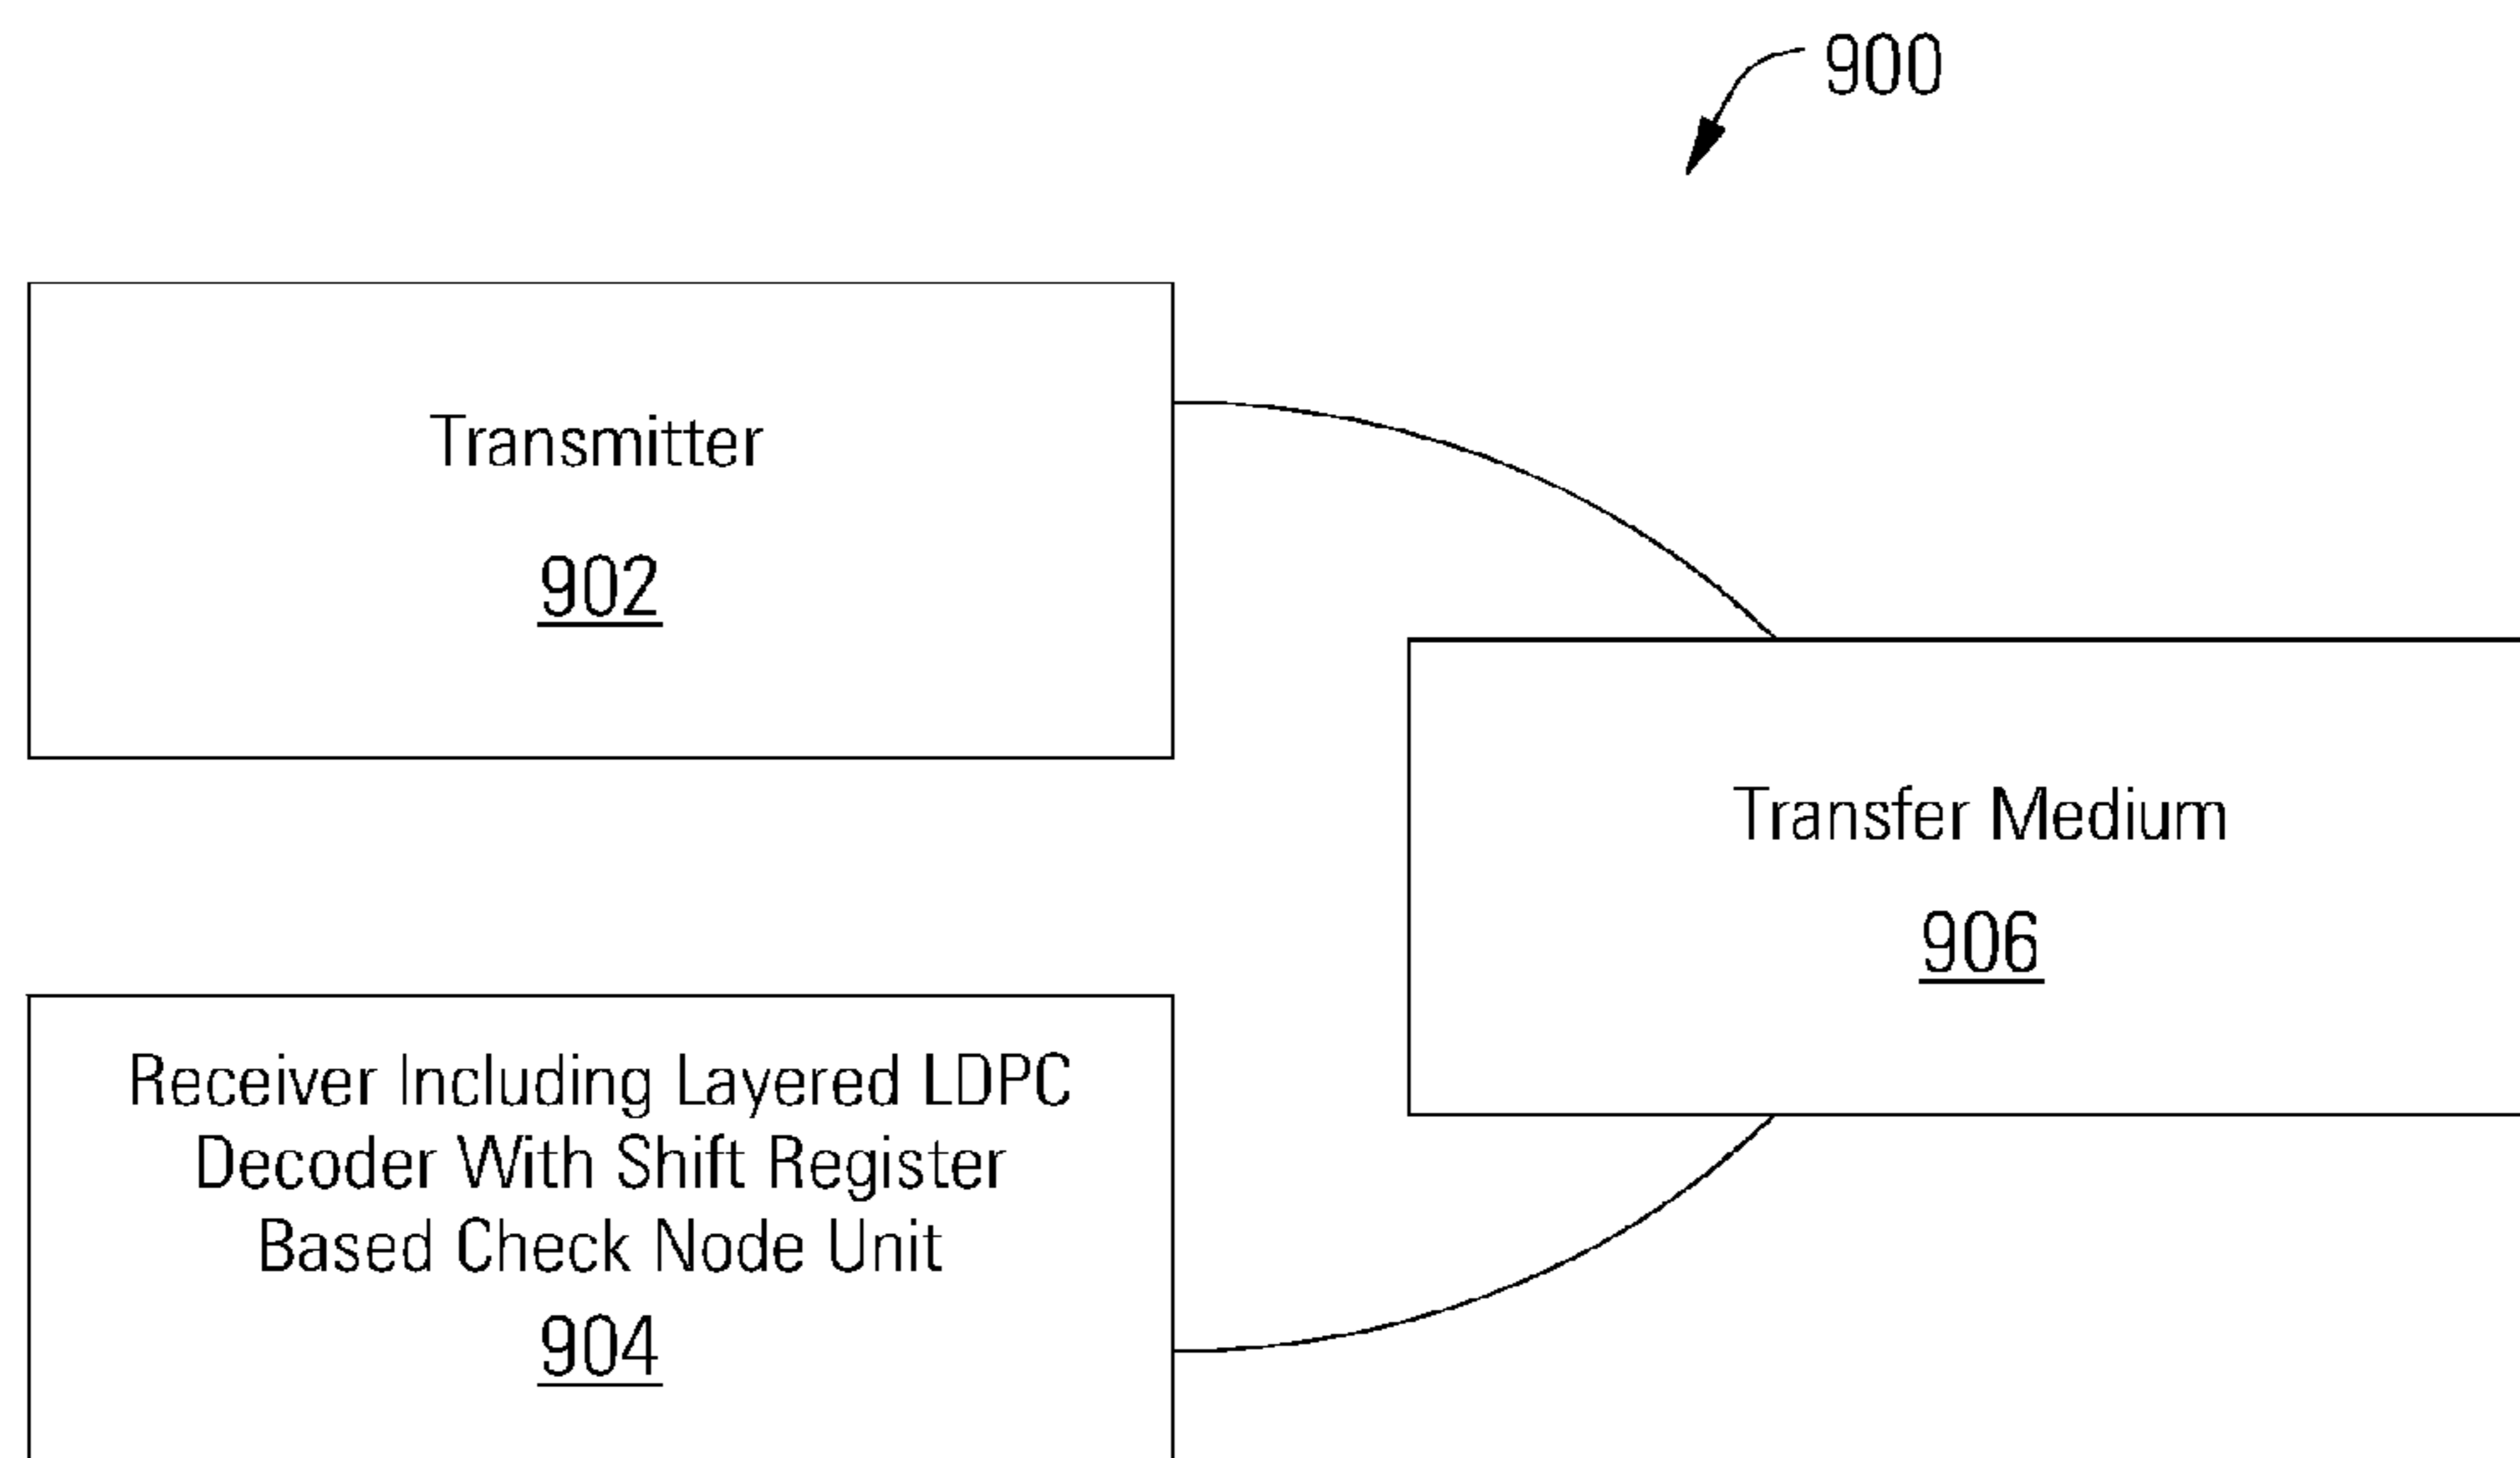 900
Transmitter
902
Transfer Medium
906
Receiver Including Layered LDPC
Decoder With Shift Register
Based Check Node Unit
904